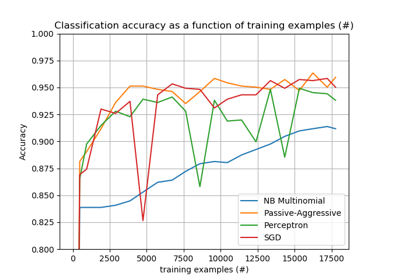 Classification accuracy as a function of training examples (#)
1.000
0.975
0.950
0.925
0.900
0.875
0.850
0.825
0.800
Accuracy
NB Multinomial
Passive-Aggressive
Perceptron
SGD
0 2500 5000 7500 10000 12500 15000 17500
training examples (#)